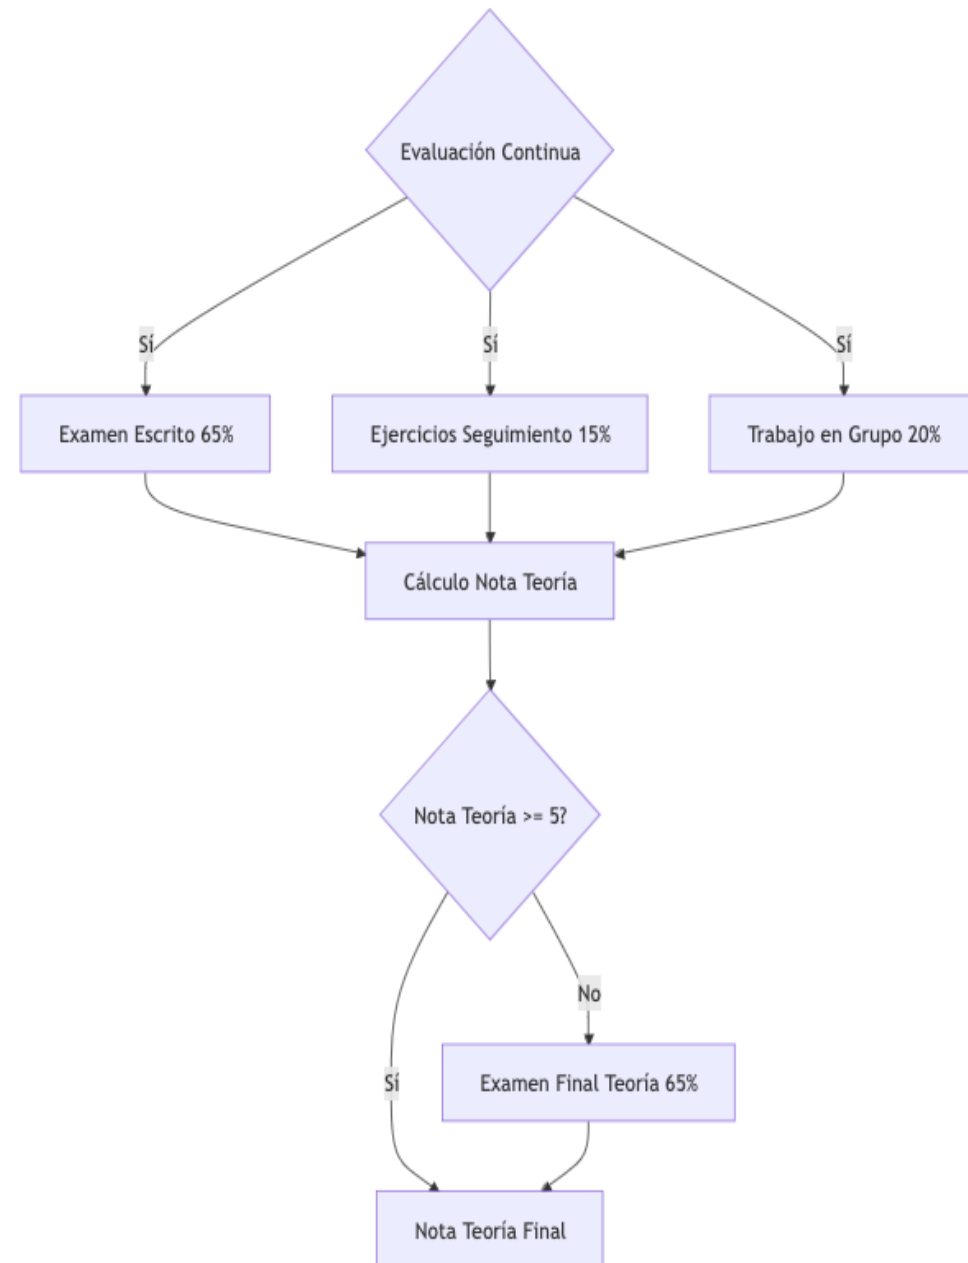 Evaluación Continua
Sí
Sí
Sí
Examen Escrito 65%
Ejercicios Seguimiento 15%
Trabajo en Grupo 20%
Cálculo Nota Teoría
Nota Teoría >= 5?
No
Sí
Examen Final Teoría 65%
Nota Teoría Final